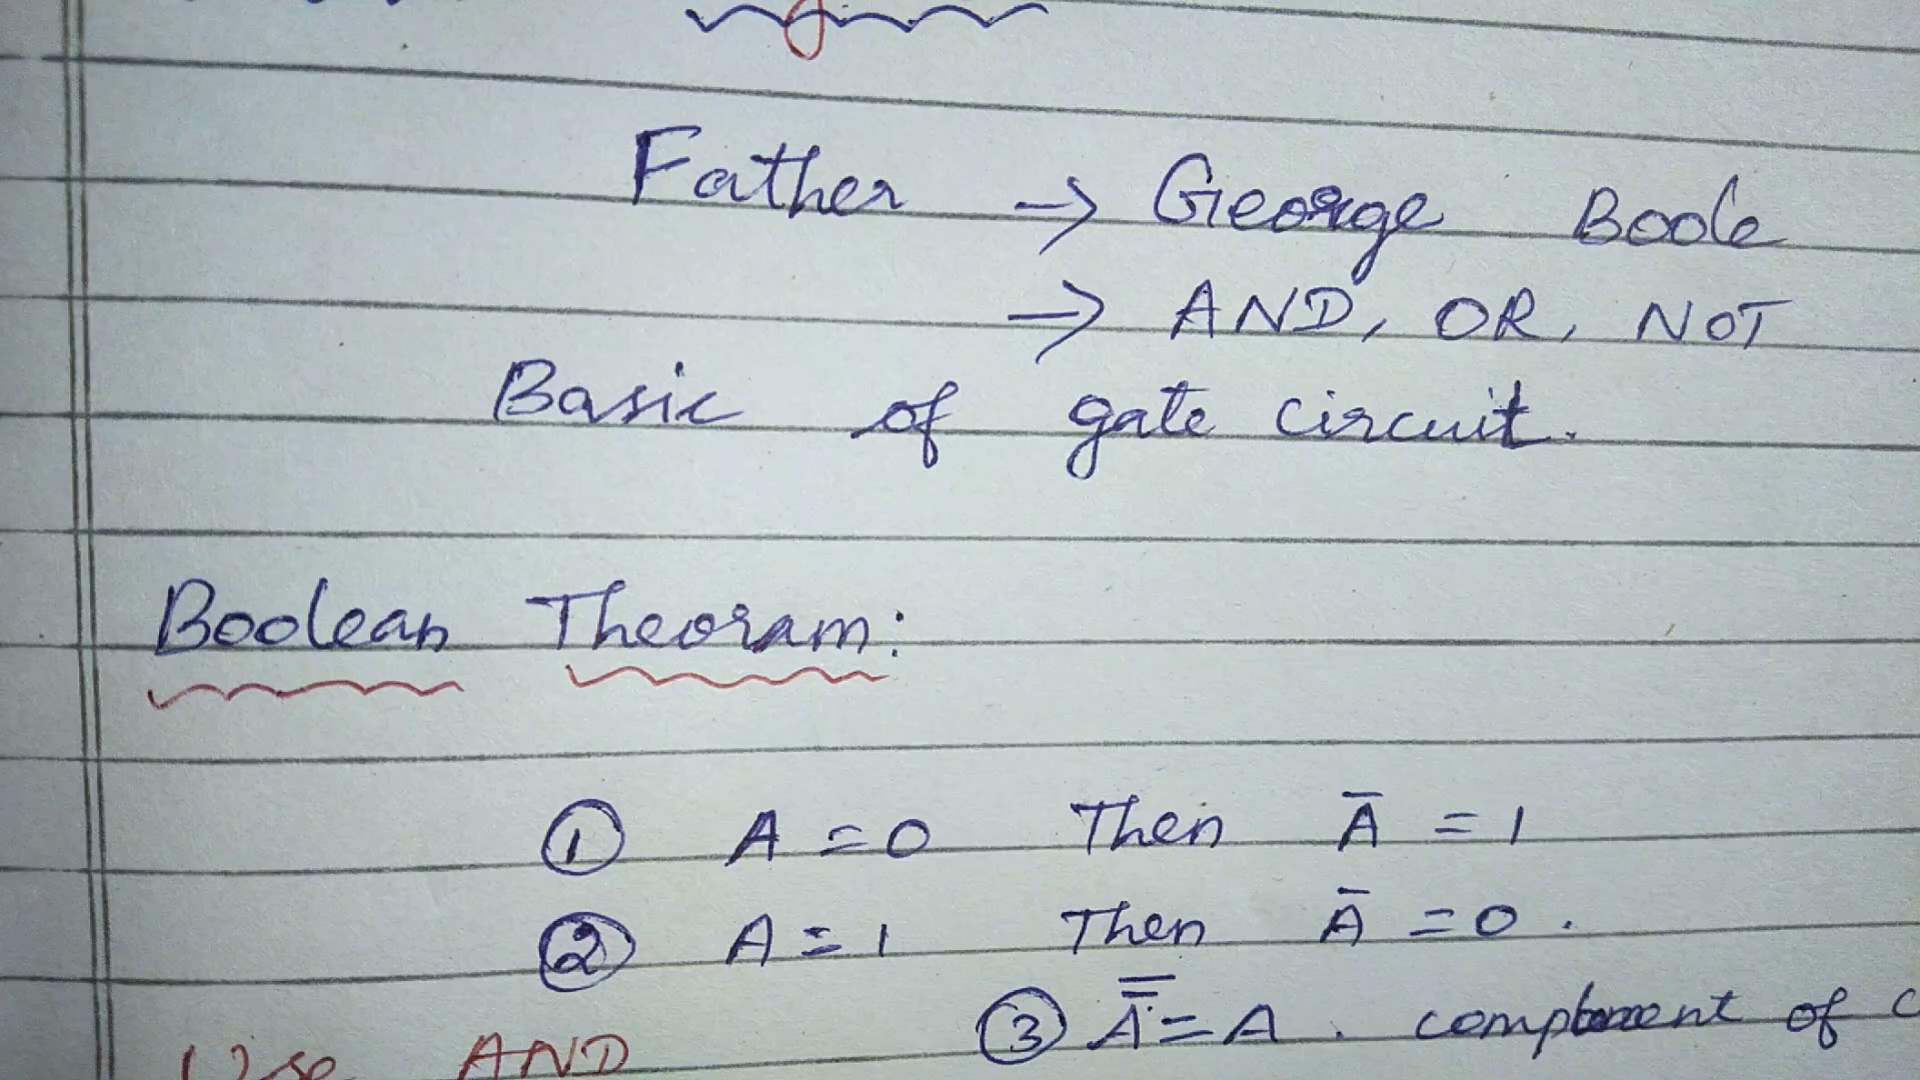 Father → George Boole
→ AND, OR, NOT
Basic of gate circuit.
Boolean Theoram:
① A = 0 Then A̅ = 1
② A = 1 Then A̅ = 0.
③ A̿ = A. complement of
Use AND